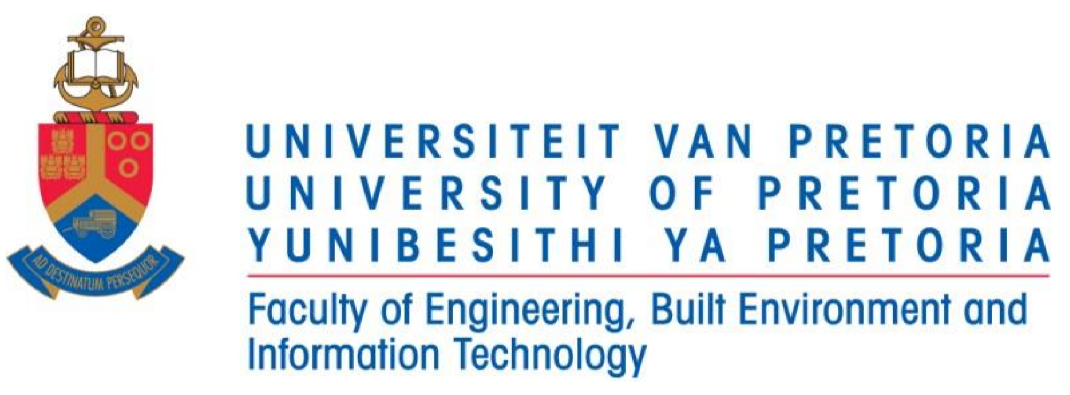 AD DESTINATUM PERSEQUOR
UNIVERSITEIT VAN PRETORIA
UNIVERSITY OF PRETORIA
YUNIBESITHI YA PRETORIA
Faculty of Engineering, Built Environment and
Information Technology